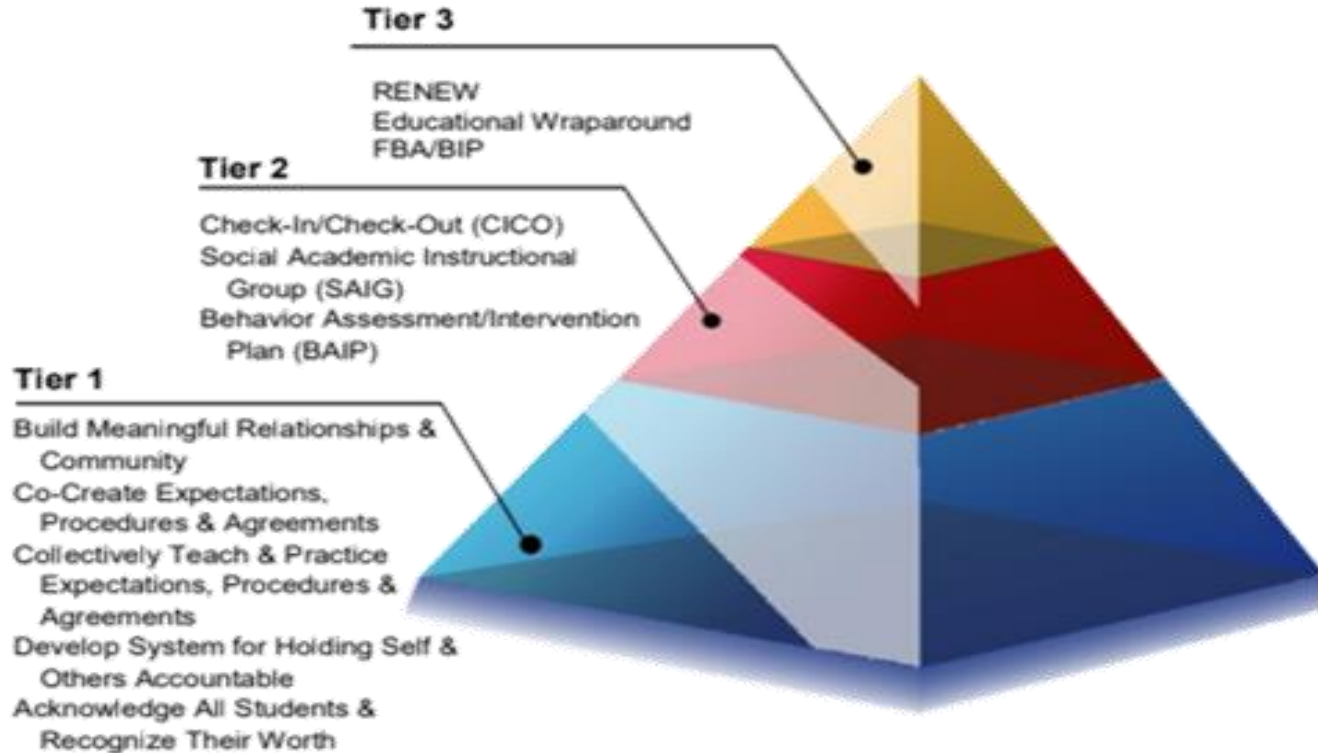 Tier 3
RENEW
Educational Wraparound
FBA/BIP
Tier 2
Check-In/Check-Out (CICO)
Social Academic Instructional
Group (SAIG)
Behavior Assessment/Intervention
Plan (BAIP)
Tier 1
Build Meaningful Relationships &
Community
Co-Create Expectations,
Procedures & Agreements
Collectively Teach & Practice
Expectations, Procedures &
Agreements
Develop System for Holding Self &
Others Accountable
Acknowledge All Students &
Recognize Their Worth